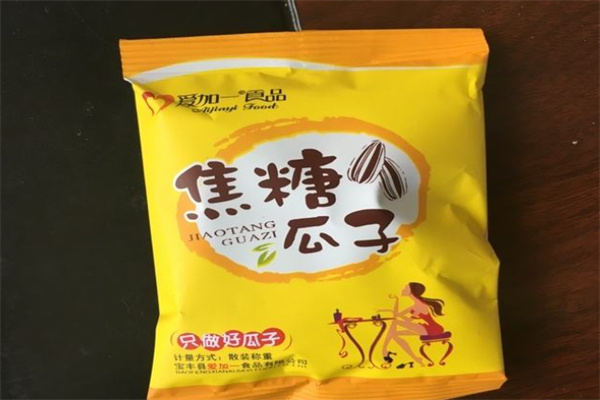 爱加一®食品
Aijiayi Food
焦糖
JIAOTANG
GUAZI
瓜子
只做好瓜子
计量方式：散装称重
宝丰县爱加一食品有限公司